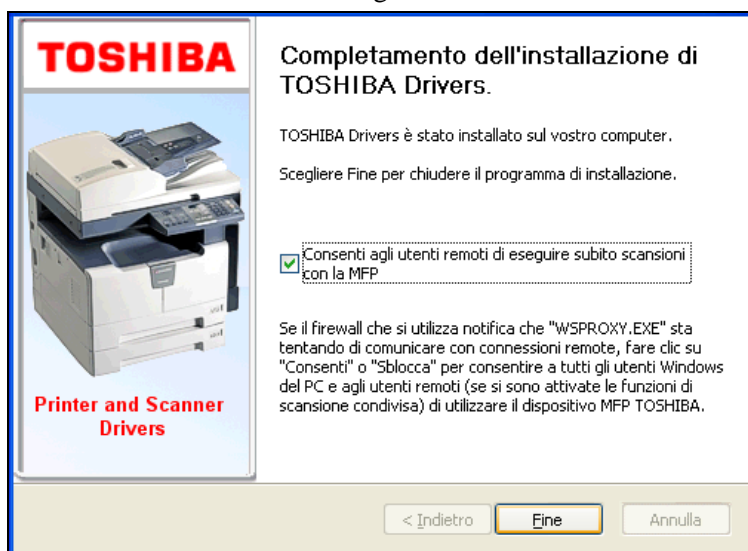 TOSHIBA
Printer and Scanner
Drivers
Completamento dell'installazione di
TOSHIBA Drivers.
TOSHIBA Drivers è stato installato sul vostro computer.
Scegliere Fine per chiudere il programma di installazione.
Consenti agli utenti remoti di eseguire subito scansioni
con la MFP
Se il firewall che si utilizza notifica che "WSPROXY.EXE" sta
tentando di comunicare con connessioni remote, fare clic su
"Consenti" o "Sblocca" per consentire a tutti gli utenti Windows
del PC e agli utenti remoti (se si sono attivate le funzioni di
scansione condivisa) di utilizzare il dispositivo MFP TOSHIBA.
< Indietro
Fine
Annulla